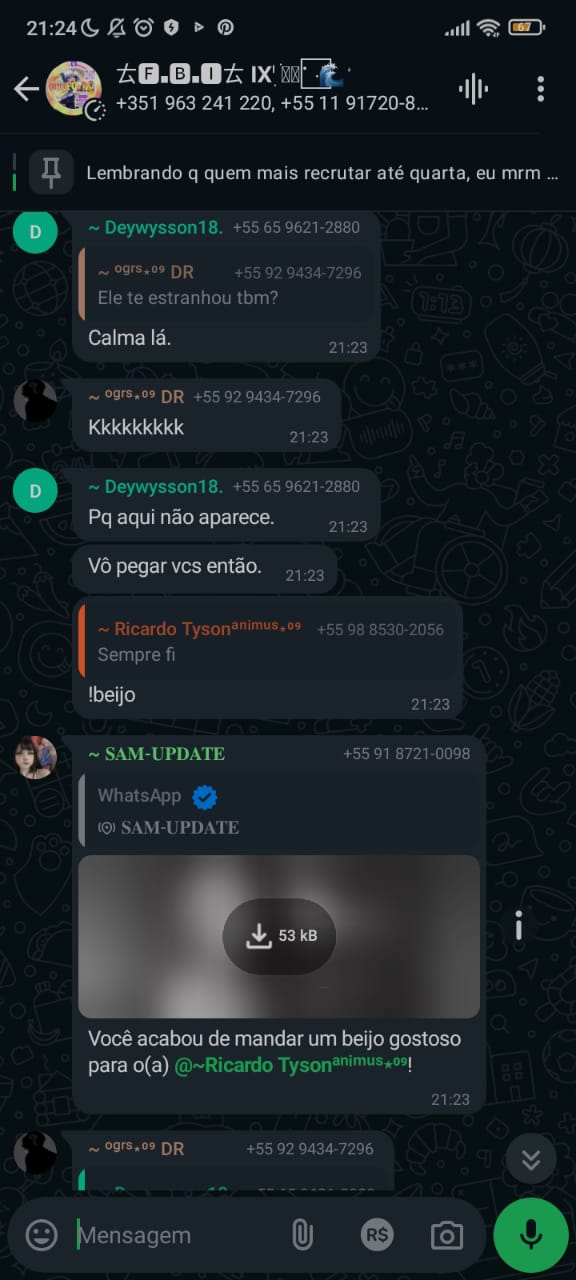 21:24
67
去🅵.🅱.🅸去 IX
+351 963 241 220, +55 11 91720-8...
Lembrando q quem mais recrutar até quarta, eu mrm ...
D
~ Deywysson18. +55 65 9621-2880
~ ᵒᵍʳˢ⋆⁰⁹ DR +55 92 9434-7296
Ele te estranhou tbm?
Calma lá.
21:23
~ ᵒᵍʳˢ⋆⁰⁹ DR +55 92 9434-7296
Kkkkkkkkk
21:23
D
~ Deywysson18. +55 65 9621-2880
Pq aqui não aparece.
21:23
Vô pegar vcs então.
21:23
~ Ricardo Tysonᵃⁿⁱᵐᵘˢ⋆⁰⁹ +55 98 8530-2056
Sempre fi
!beijo
21:23
~ SAM-UPDATE +55 91 8721-0098
WhatsApp
SAM-UPDATE
53 kB
Você acabou de mandar um beijo gostoso
para o(a) @~Ricardo Tysonᵃⁿⁱᵐᵘˢ⋆⁰⁹!
21:23
~ ᵒᵍʳˢ⋆⁰⁹ DR +55 92 9434-7296
Mensagem
R$